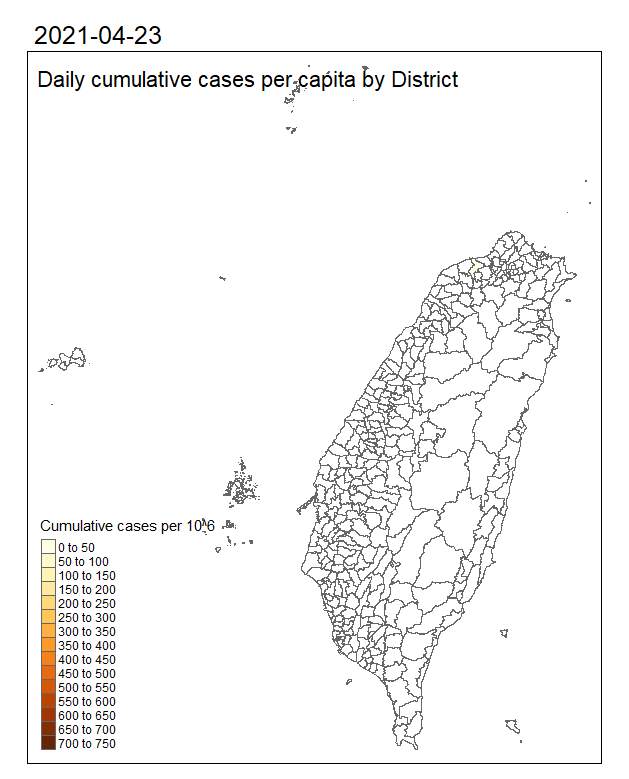 2021-04-23
Daily cumulative cases per capita by District
Cumulative cases per 10^6
0 to 50
50 to 100
100 to 150
150 to 200
200 to 250
250 to 300
300 to 350
350 to 400
400 to 450
450 to 500
500 to 550
550 to 600
600 to 650
650 to 700
700 to 750